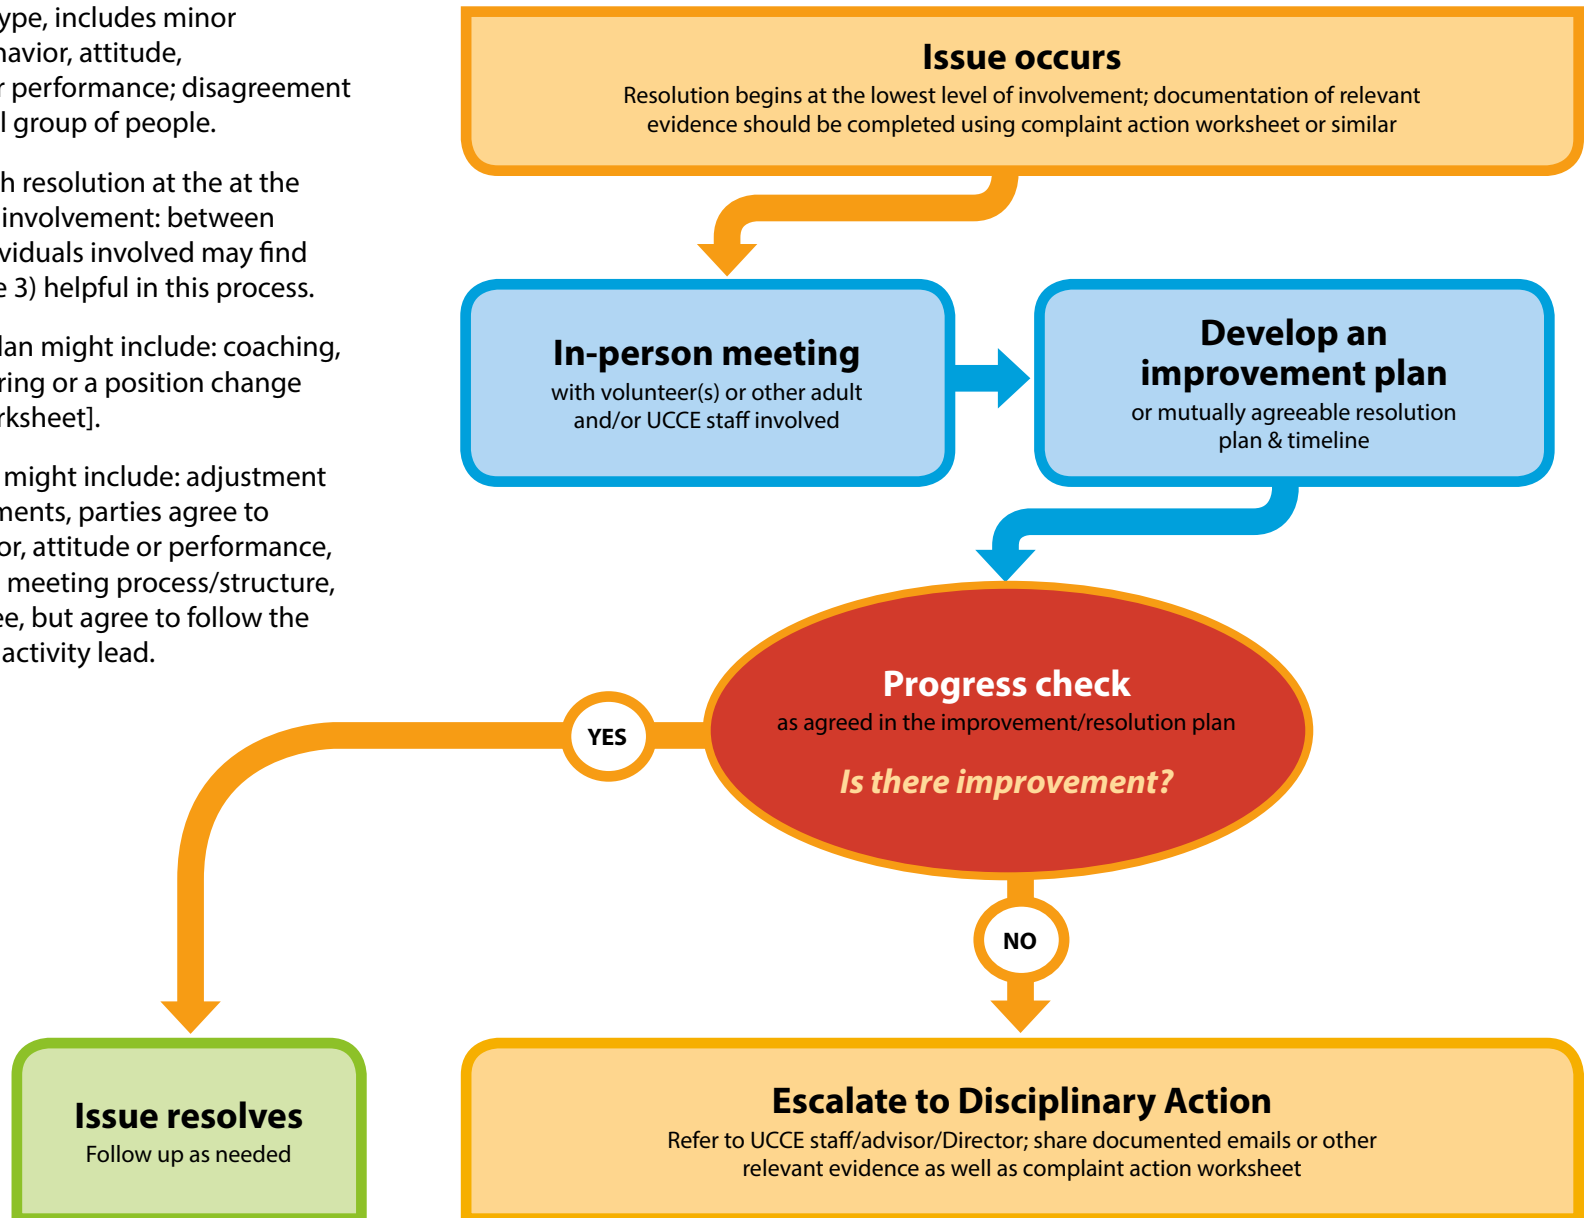 ype, includes minor
havior, attitude,
r performance; disagreement
l group of people.
h resolution at the at the
involvement: between
viduals involved may find
e 3) helpful in this process.
lan might include: coaching,
ring or a position change
rksheet].
might include: adjustment
ments, parties agree to
or, attitude or performance,
meeting process/structure,
ee, but agree to follow the
activity lead.
Issue occurs
Resolution begins at the lowest level of involvement; documentation of relevant
evidence should be completed using complaint action worksheet or similar
In-person meeting
with volunteer(s) or other adult
and/or UCCE staff involved
Develop an
improvement plan
or mutually agreeable resolution
plan & timeline
Progress check
as agreed in the improvement/resolution plan
Is there improvement?
YES
NO
Issue resolves
Follow up as needed
Escalate to Disciplinary Action
Refer to UCCE staff/advisor/Director; share documented emails or other
relevant evidence as well as complaint action worksheet